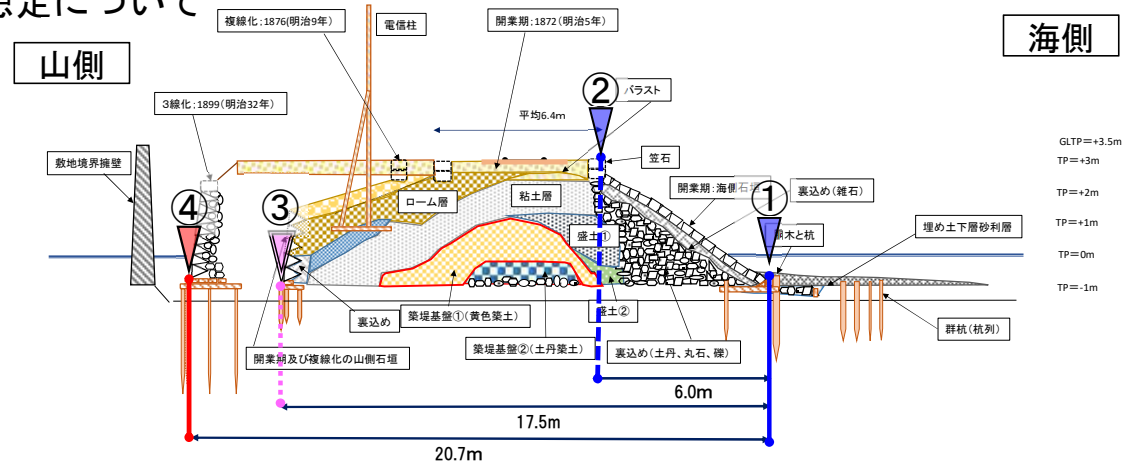 想定について
複線化;1876(明治9年)
電信柱
開業期;1872(明治5年)
海側
山側
②
バラスト
3線化;1899(明治32年)
平均6.4m
GLTP=+3.5m
敷地境界擁壁
笠石
TP=+3m
開業期:海側石垣
裏込め(雑石)
TP=+2m
④
③
ローム層
粘土層
①
盛土①
桐木と杭
埋め土下層砂利層
TP=+1m
TP=0m
TP=-1m
裏込め
築堤基盤①(黄色築土)
盛土②
群杭(杭列)
開業期及び複線化の山側石垣
築堤基盤②(土丹築土)
裏込め(土丹、丸石、礫)
6.0m
17.5m
20.7m